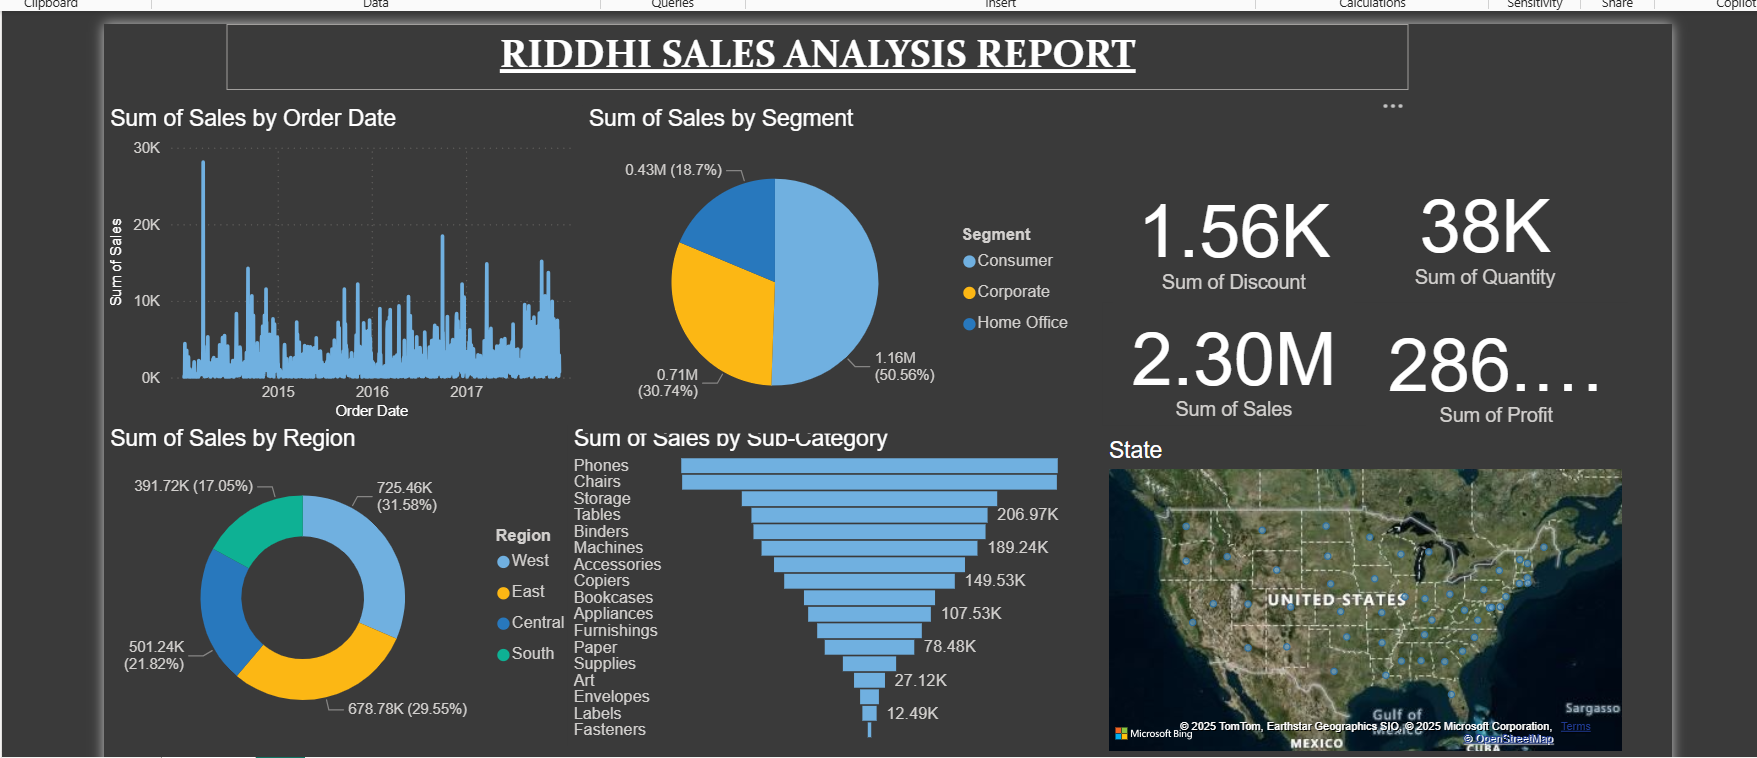 Clipboard
Data
Queries
Insert
Calculations
Sensitivity
Share
Copilot
RIDDHI SALES ANALYSIS REPORT
Sum of Sales by Order Date
30K
20K
10K
0K
Sum of Sales
2015
2016
2017
Order Date
Sum of Sales by Segment
0.43M (18.7%)
0.71M
(30.74%)
1.16M
(50.56%)
Segment
Consumer
Corporate
Home Office
1.56K
Sum of Discount
38K
Sum of Quantity
2.30M
Sum of Sales
286....
Sum of Profit
Sum of Sales by Region
391.72K (17.05%)
725.46K
(31.58%)
501.24K
(21.82%)
678.78K (29.55%)
Region
West
East
Central
South
Sum of Sales by Sub-Category
Phones
Chairs
Storage
Tables
206.97K
Binders
Machines
189.24K
Accessories
Copiers
149.53K
Bookcases
Appliances
107.53K
Furnishings
Paper
78.48K
Supplies
Art
27.12K
Envelopes
Labels
12.49K
Fasteners
State
UNITED STATES
Sargasso
Gulf of
Mexico
MEXICO
CUBA
Microsoft Bing
© 2025 TomTom, Earthstar Geographics SIO, © 2025 Microsoft Corporation, Terms
© OpenStreetMap